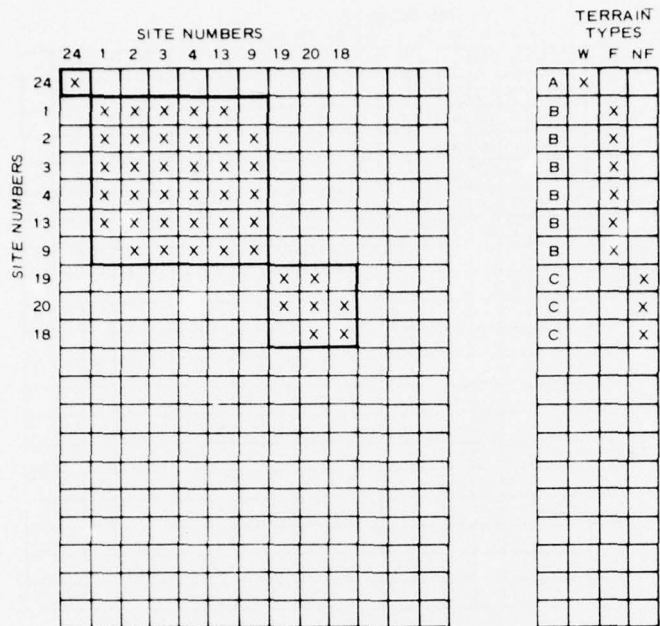 TERRAIN
TYPES
SITE NUMBERS
24 1 2 3 4 13 9 19 20 18
W F NF
SITE NUMBERS
24 X A X
1 X X X X X B X
2 X X X X X X B X
3 X X X X X X B X
4 X X X X X X B X
13 X X X X X X B X
9 X X X X X B X
19 X X C X
20 X X X C X
18 X X C X